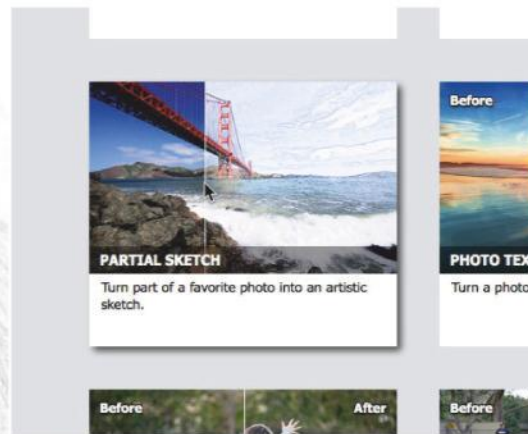 Before
PARTIAL SKETCH
PHOTO TEX
Turn part of a favorite photo into an artistic
sketch.
Turn a photo
Before
After
Before